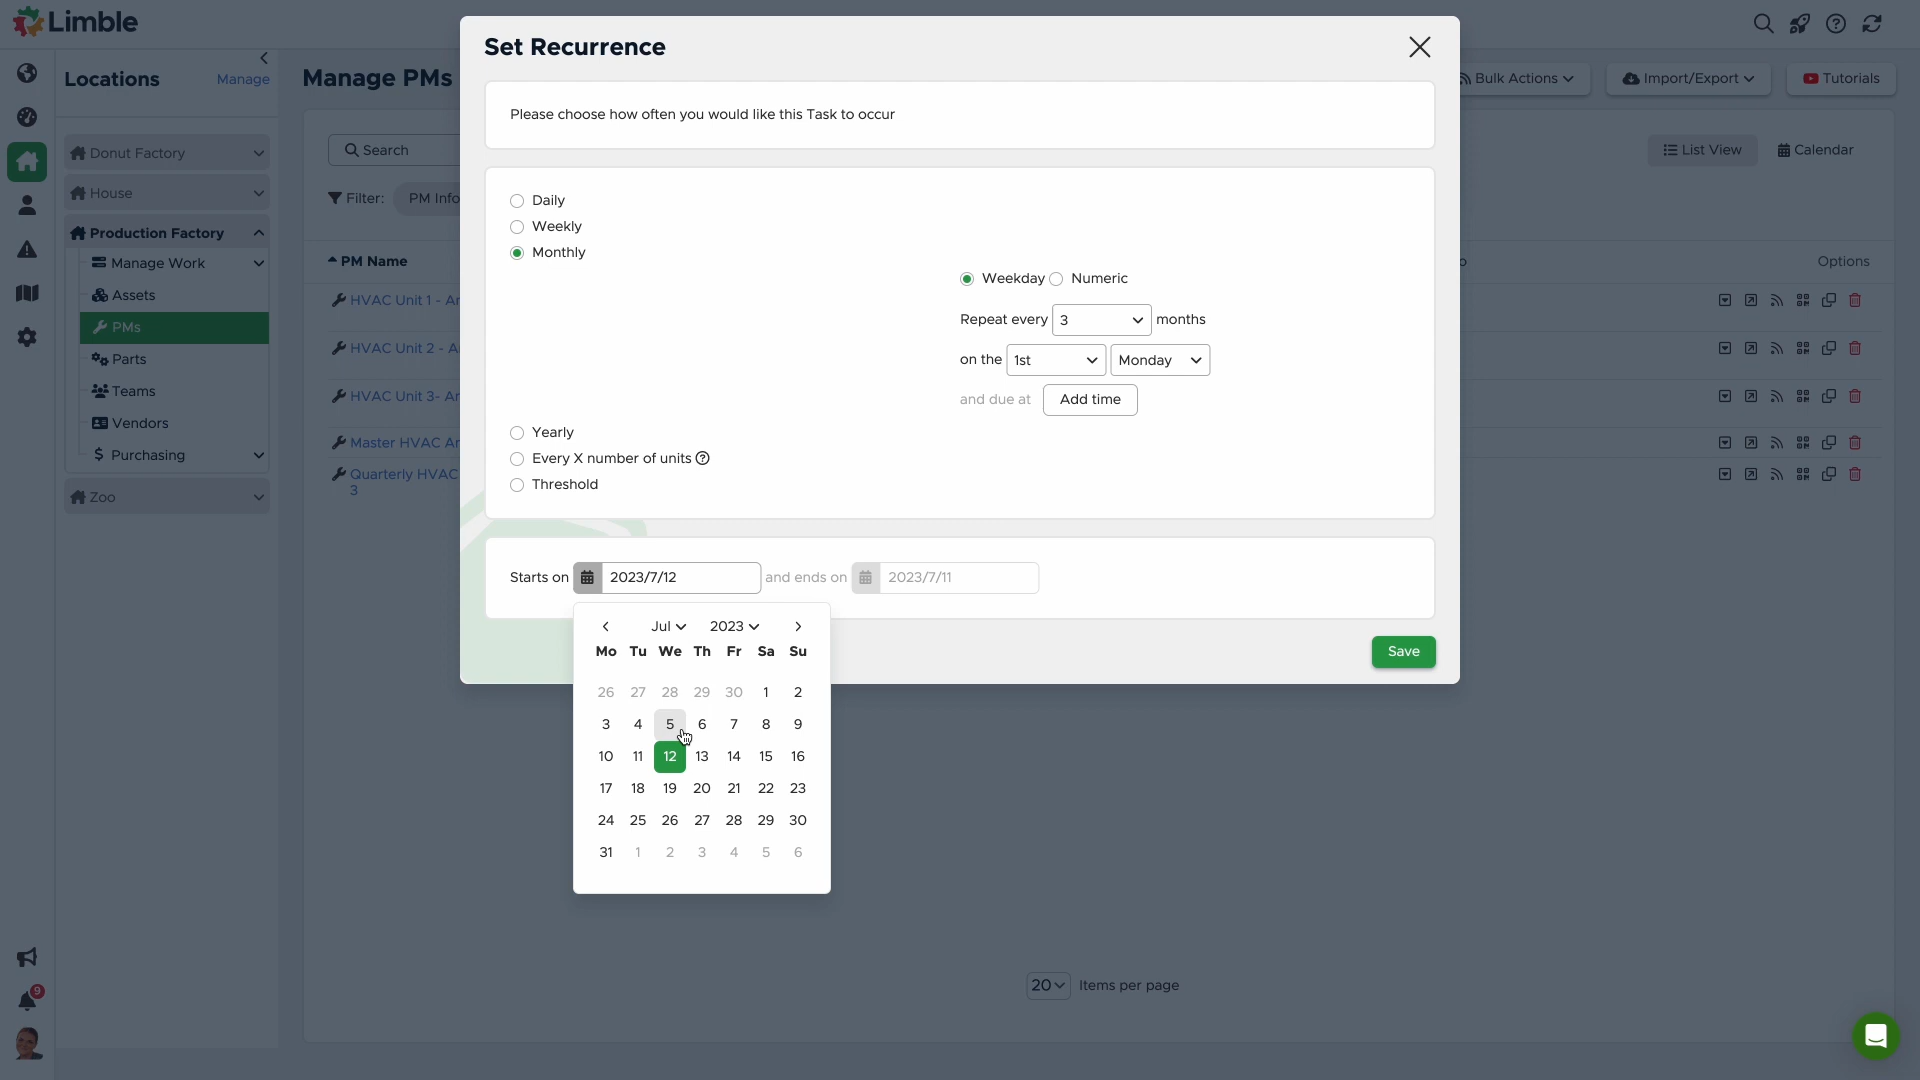 Limble
Locations
Manage
Donut Factory
House
Production Factory
Manage Work
Assets
PMs
Parts
Teams
Vendors
Purchasing
Zoo
9
Manage PMs
Bulk Actions
Import/Export
Tutorials
Search
List View
Calendar
Filter:
PM Info
PM Name
Options
HVAC Unit 1 -
HVAC Unit 2 -
HVAC Unit 3-
Master HVAC
Quarterly HVAC
3
20 Items per page
Set Recurrence
Please choose how often you would like this Task to occur
Daily
Weekly
Monthly
Weekday Numeric
Repeat every 3 months
on the 1st Monday
and due at Add time
Yearly
Every X number of units
Threshold
Starts on 2023/7/12 and ends on 2023/7/11
Jul 2023
Mo Tu We Th Fr Sa Su
26 27 28 29 30 1 2
3 4 5 6 7 8 9
10 11 12 13 14 15 16
17 18 19 20 21 22 23
24 25 26 27 28 29 30
31 1 2 3 4 5 6
Save